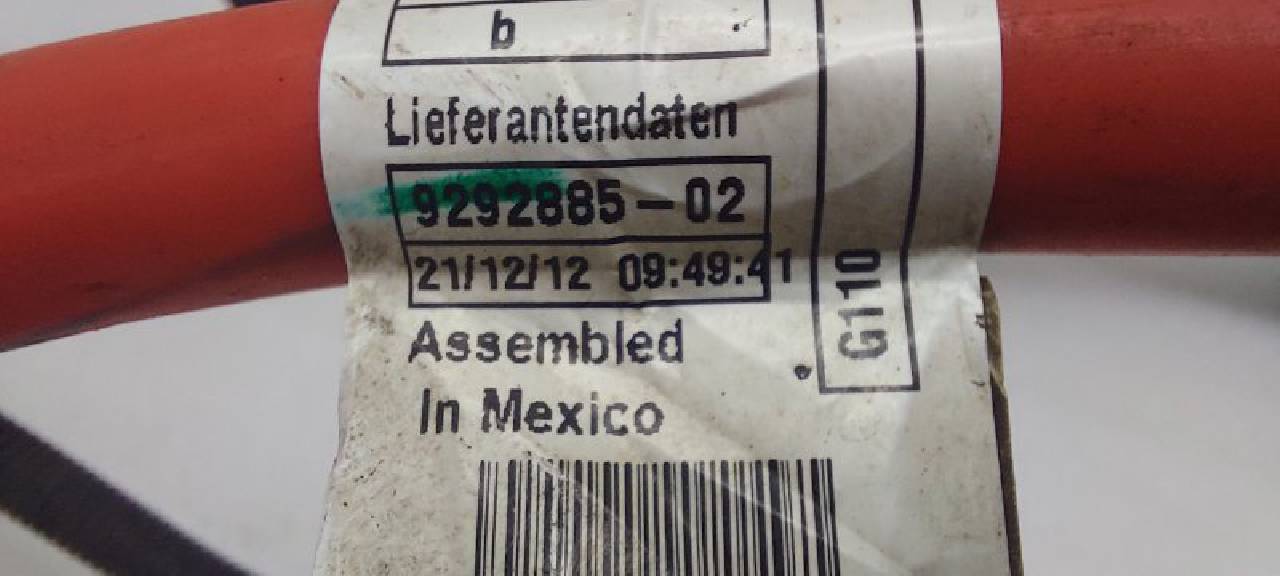 b
Lieferantendaten
9292885-02
21/12/12 09:49:41
Assembled
In Mexico
G110